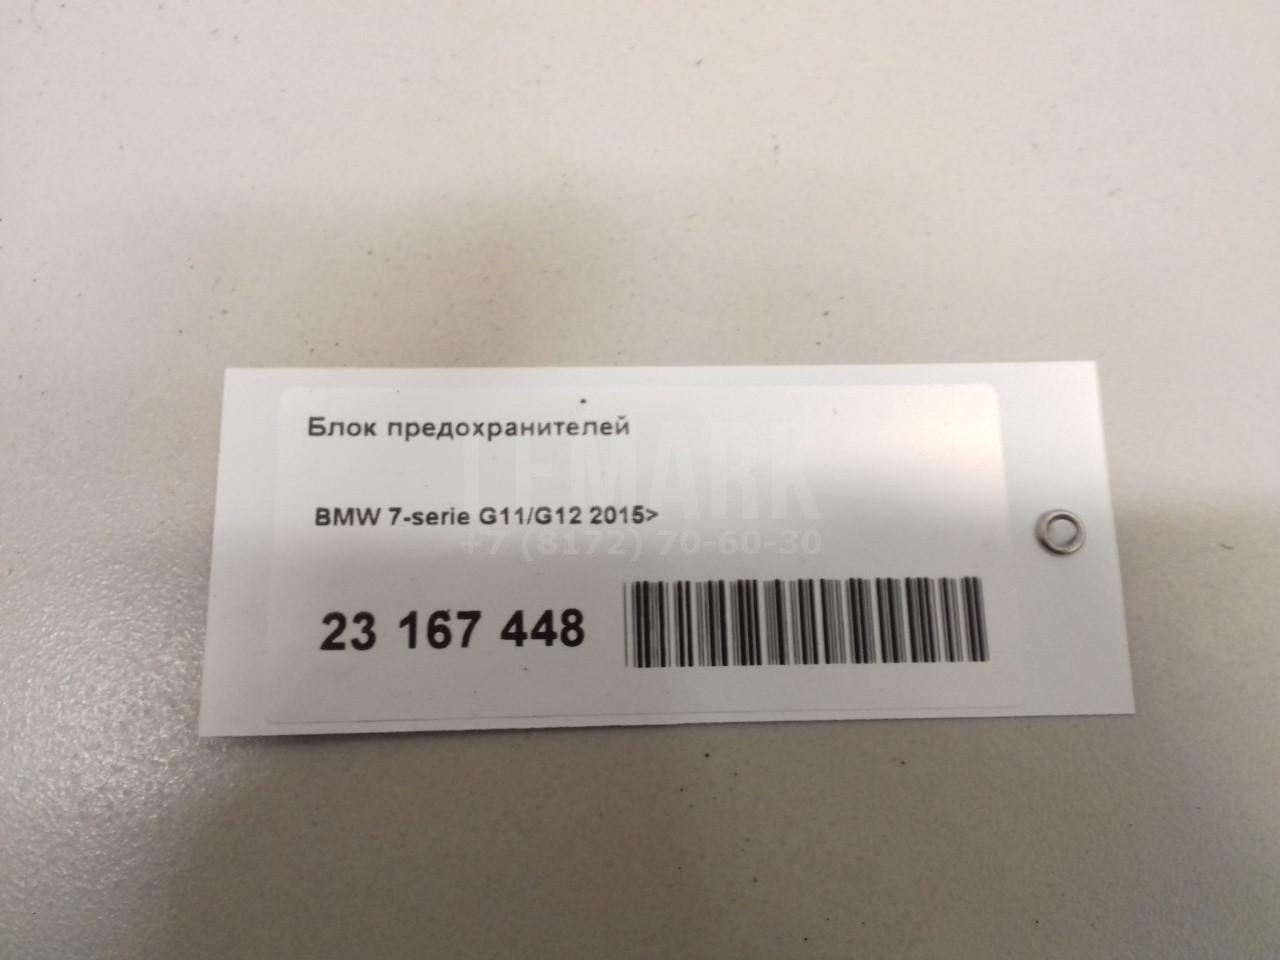 Блок предохранителей
LEMARK
BMW 7-serie G11/G12 2015>
+7 (8172) 70-60-30
23 167 448